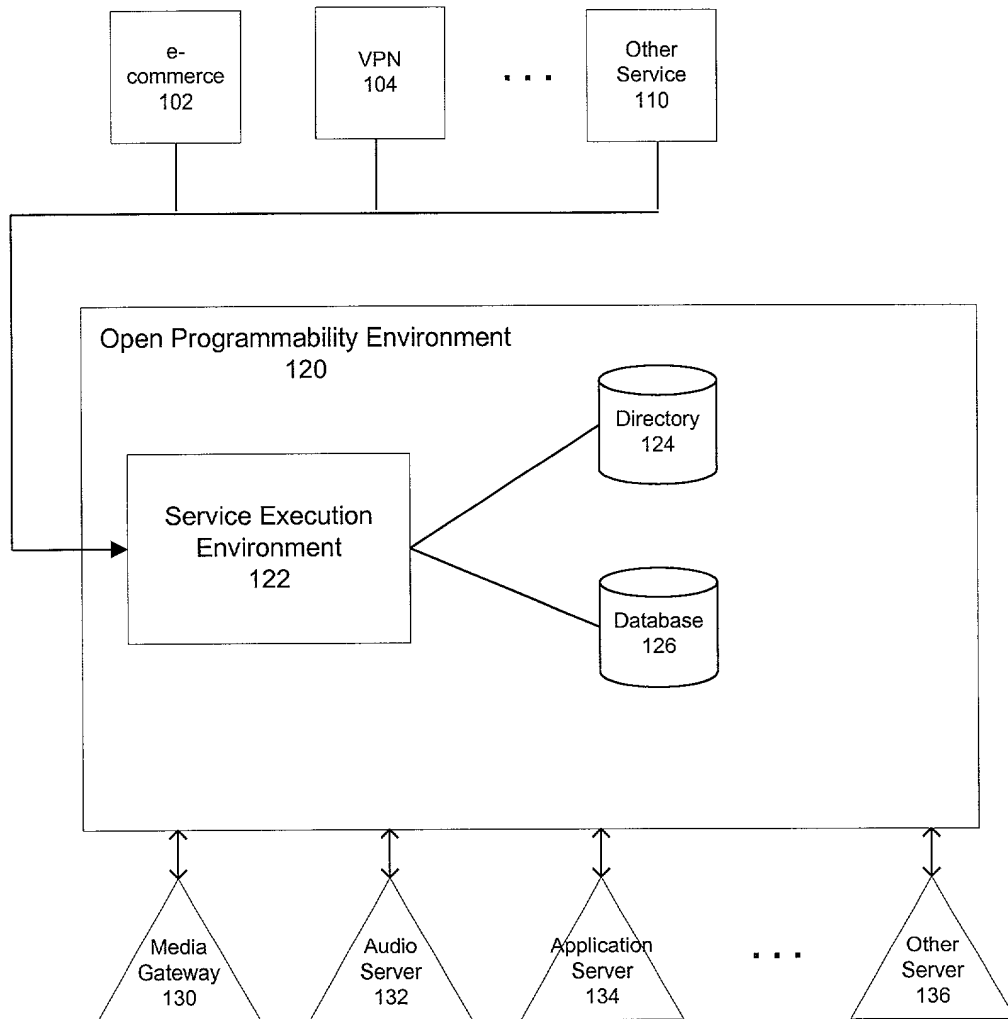 e-
commerce
102
VPN
104
. . .
Other
Service
110
Open Programmability Environment
120
Directory
124
Service Execution
Environment
122
Database
126
Media
Gateway
130
Audio
Server
132
Application
Server
134
. . .
Other
Server
136